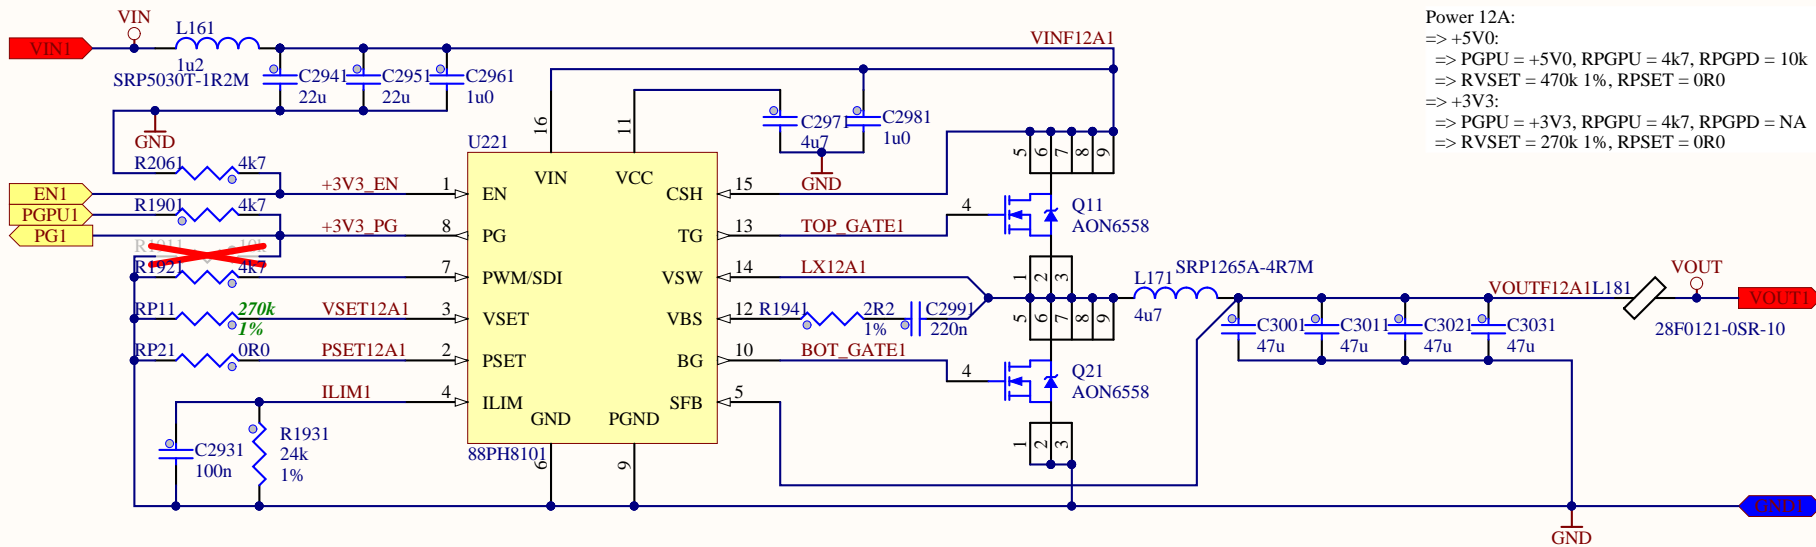 VIN
VIN1
L161
1u2
SRP5030T-1R2M
C2941
22u
C2951
22u
C2961
1u0
GND
VINF12A1
Power 12A:
=> +5V0:
=> PGPU = +5V0, RPGPU = 4k7, RPGPD = 10k
=> RVSET = 470k 1%, RPSET = 0R0
=> +3V3:
=> PGPU = +3V3, RPGPU = 4k7, RPGPD = NA
=> RVSET = 270k 1%, RPSET = 0R0
16
11
C2971
4u7
C2981
1u0
GND
U221
R2061
4k7
EN1
+3V3_EN
1
EN
VIN
VCC
CSH
15
5
6
7
8
9
PGPU1
R1901
4k7
PG1
+3V3_PG
8
PG
TG
13
TOP_GATE1
4
Q11
AON6558
R1911
10k
R1921
4k7
7
PWM/SDI
VSW
14
LX12A1
1
2
3
L171
4u7
SRP1265A-4R7M
RP11
270k
1%
VSET12A1
3
VSET
VBS
12
R1941
2R2
1%
C2991
220n
5
6
7
8
9
VOUTF12A1
L181
28F0121-0SR-10
VOUT
VOUT1
C3001
47u
C3011
47u
C3021
47u
C3031
47u
RP21
0R0
PSET12A1
2
PSET
BG
10
BOT_GATE1
4
Q21
AON6558
ILIM1
4
ILIM
SFB
5
GND
PGND
88PH8101
6
9
1
2
3
C2931
100n
R1931
24k
1%
GND1
GND